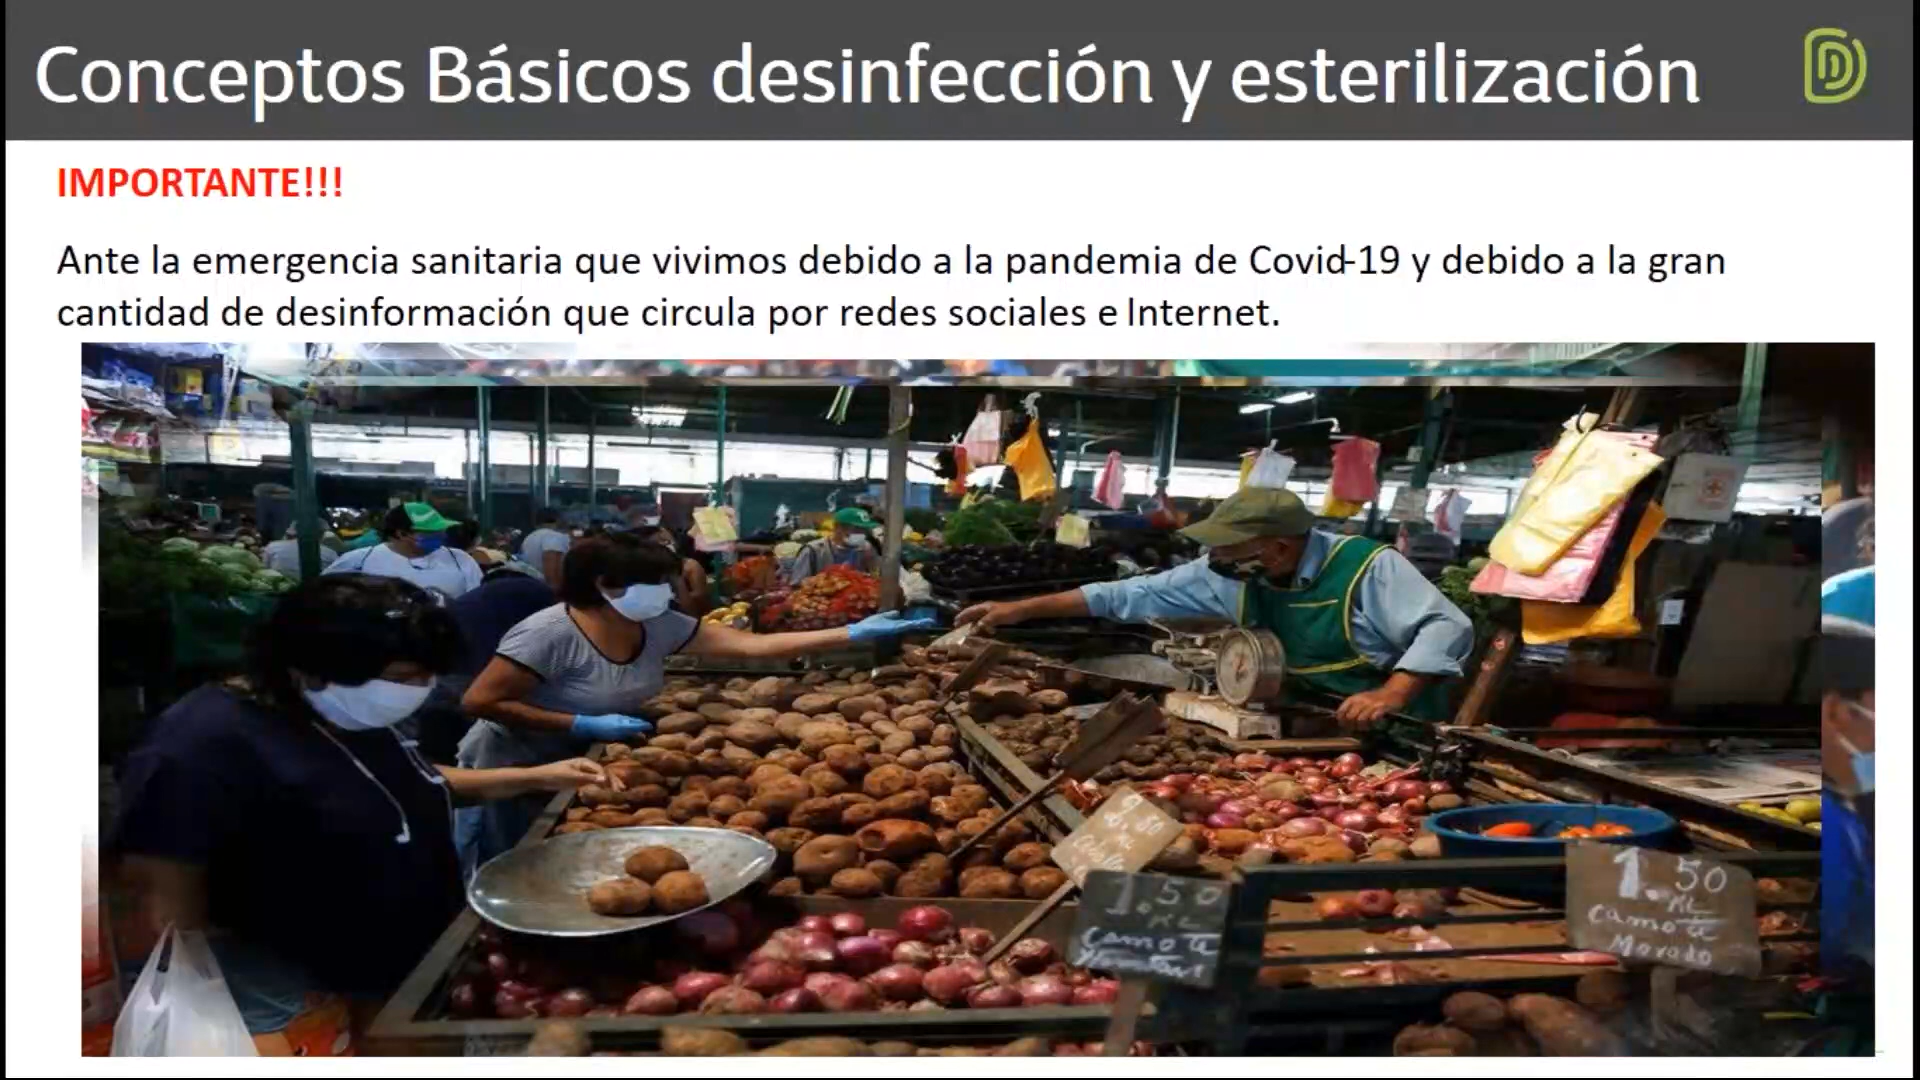 Conceptos Básicos desinfección y esterilización
IMPORTANTE!!!
Ante la emergencia sanitaria que vivimos debido a la pandemia de Covid-19 y debido a la gran
cantidad de desinformación que circula por redes sociales e Internet.
1.50
KL
Camote
1.50
KL
Camote
Morado